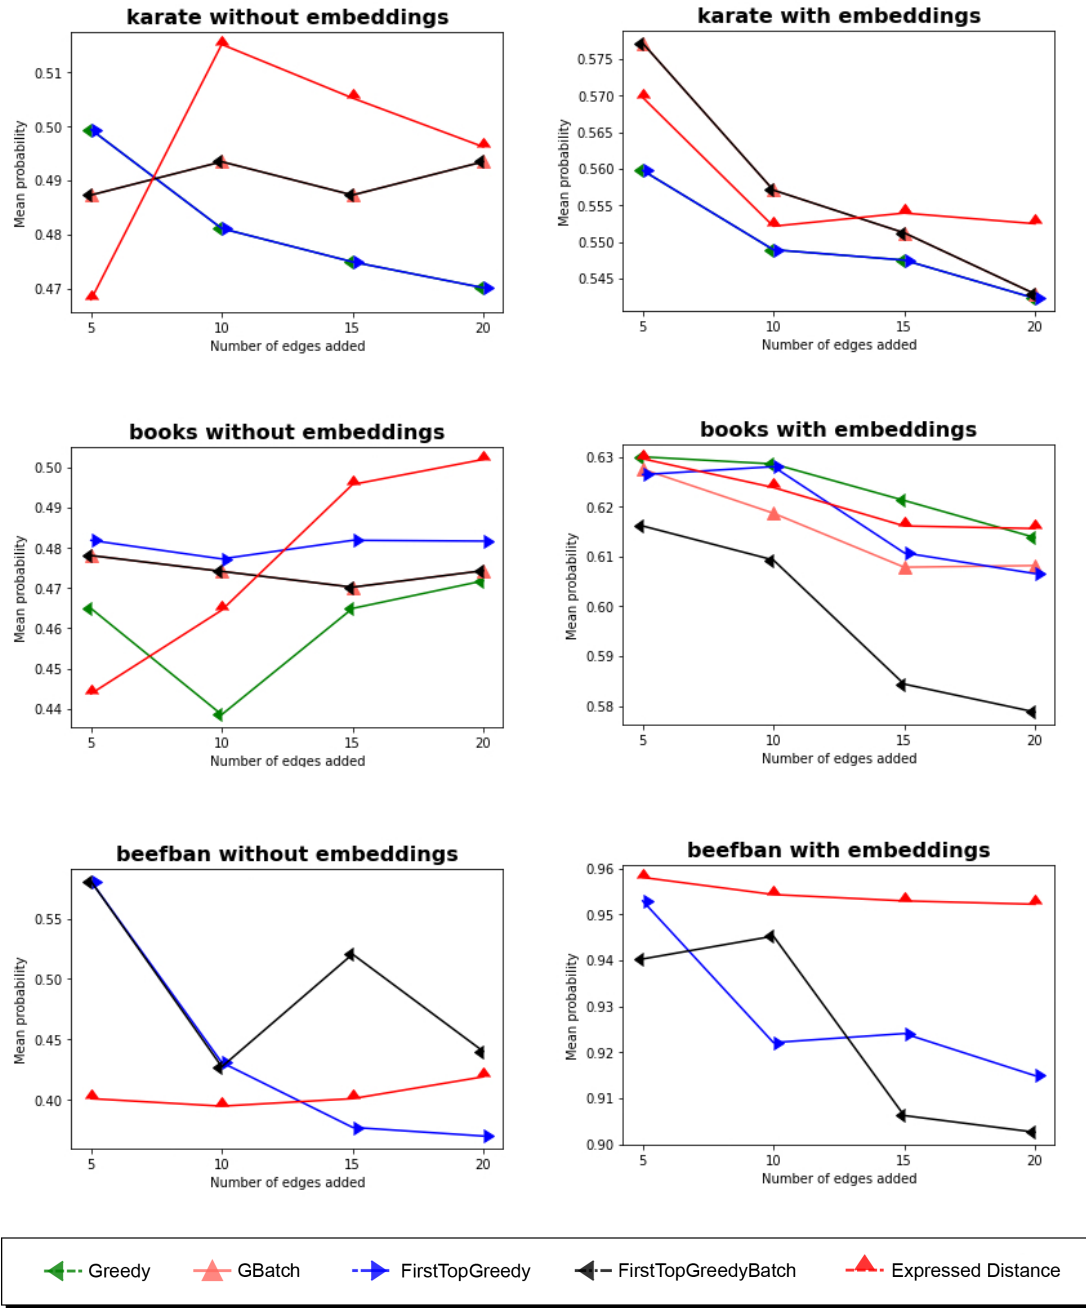 karate without embeddings
Mean probability
0.51
0.50
0.49
0.48
0.47
5 10 15 20
Number of edges added
karate with embeddings
Mean probability
0.575
0.570
0.565
0.560
0.555
0.550
0.545
5 10 15 20
Number of edges added
books without embeddings
Mean probability
0.50
0.49
0.48
0.47
0.46
0.45
0.44
5 10 15 20
Number of edges added
books with embeddings
Mean probability
0.63
0.62
0.61
0.60
0.59
0.58
5 10 15 20
Number of edges added
beefban without embeddings
Mean probability
0.55
0.50
0.45
0.40
5 10 15 20
Number of edges added
beefban with embeddings
Mean probability
0.96
0.95
0.94
0.93
0.92
0.91
0.90
5 10 15 20
Number of edges added
Greedy GBatch FirstTopGreedy FirstTopGreedyBatch Expressed Distance